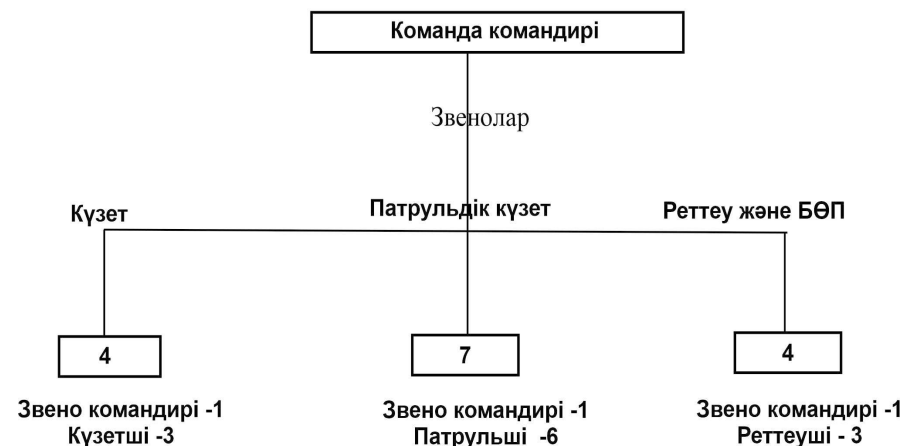 Команда командирі
Звенолар
Күзет
Патрульдік күзет
Реттеу және БӨП
4
7
4
Звено командирі -1
Күзетші -3
Звено командирі -1
Патрульші -6
Звено командирі -1
Реттеуші - 3